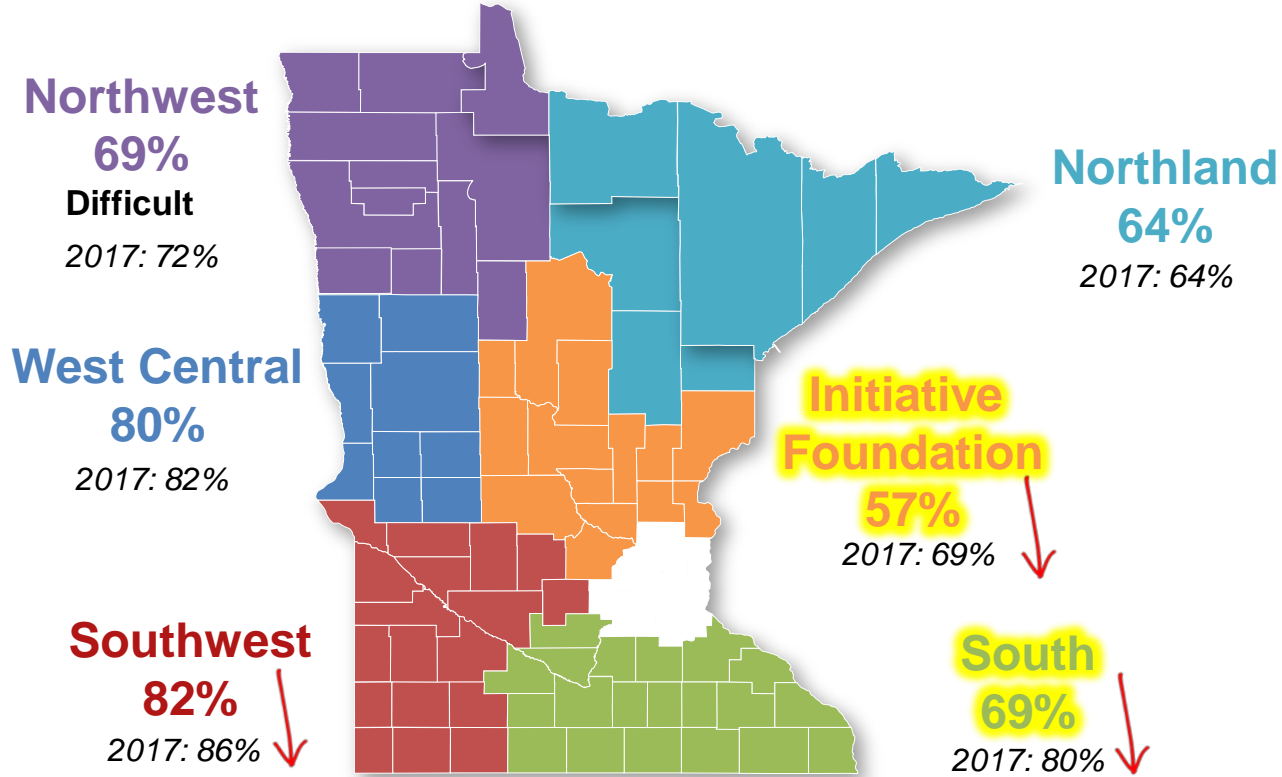 Northwest
69%
Difficult
2017: 72%
Northland
64%
2017: 64%
West Central
80%
2017: 82%
Initiative
Foundation
57%
2017: 69%
Southwest
82%
2017: 86%
South
69%
2017: 80%